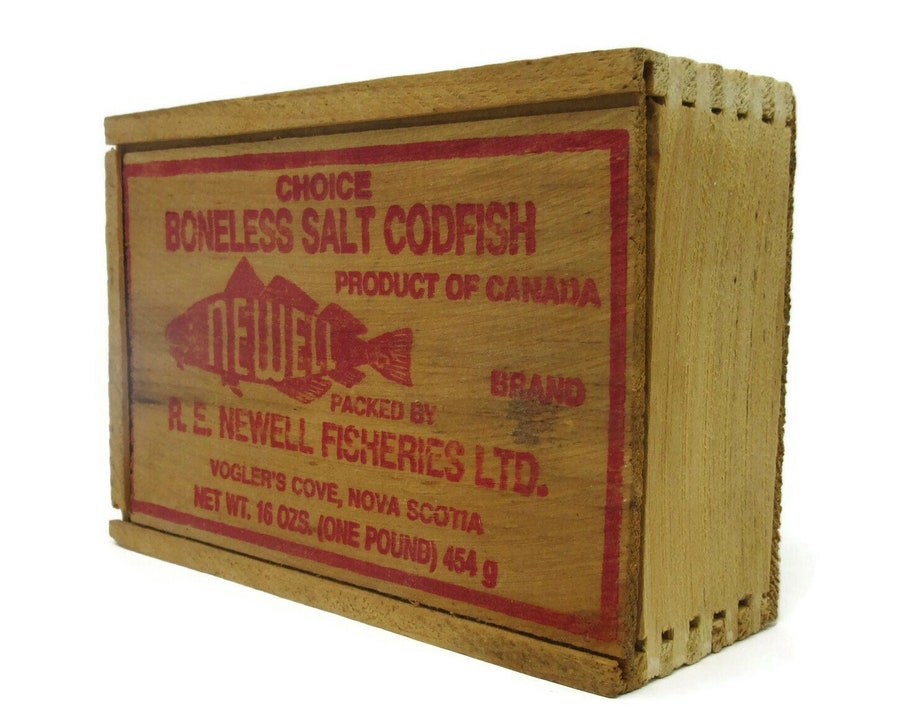 CHOICE
BONELESS SALT CODFISH
PRODUCT OF CANADA
NEWELL
BRAND
PACKED BY
R. E. NEWELL FISHERIES LTD.
VOGLER'S COVE, NOVA SCOTIA
NET WT. 16 OZS. (ONE POUND) 454 g